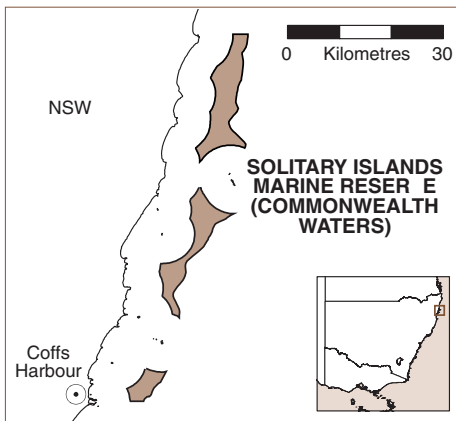 0 Kilometres 30
NSW
SOLITARY ISLANDS
MARINE RESER E
(COMMONWEALTH
WATERS)
Coffs
Harbour